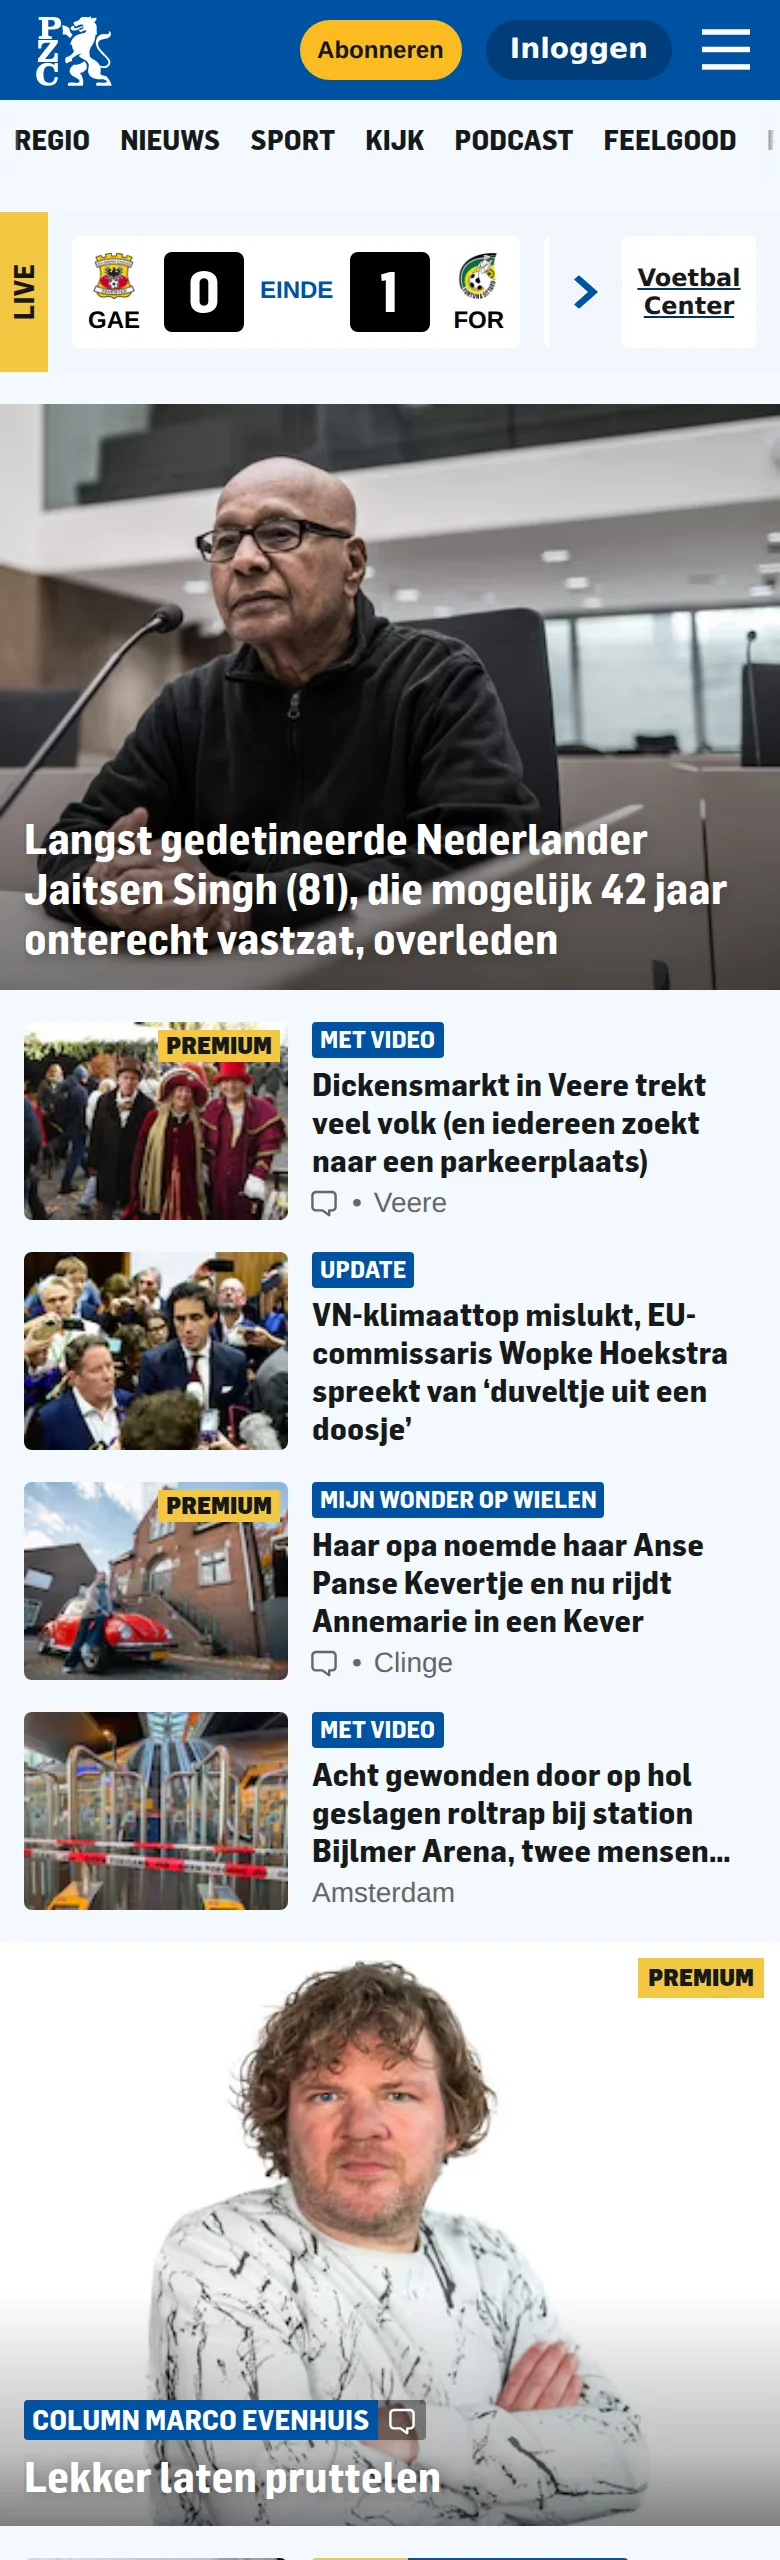 PZC
Abonneren
Inloggen
REGIO NIEUWS SPORT KIJK PODCAST FEELGOOD
LIVE
GAE
0
EINDE
1
FOR
Voetbal
Center
Langst gedetineerde Nederlander
Jaitsen Singh (81), die mogelijk 42 jaar
onterecht vastzat, overleden
PREMIUM
MET VIDEO
Dickensmarkt in Veere trekt
veel volk (en iedereen zoekt
naar een parkeerplaats)
• Veere
UPDATE
VN-klimaattop mislukt, EU-
commissaris Wopke Hoekstra
spreekt van ‘duveltje uit een
doosje’
PREMIUM
MIJN WONDER OP WIELEN
Haar opa noemde haar Anse
Panse Kevertje en nu rijdt
Annemarie in een Kever
• Clinge
MET VIDEO
Acht gewonden door op hol
geslagen roltrap bij station
Bijlmer Arena, twee mensen...
Amsterdam
PREMIUM
COLUMN MARCO EVENHUIS
Lekker laten pruttelen